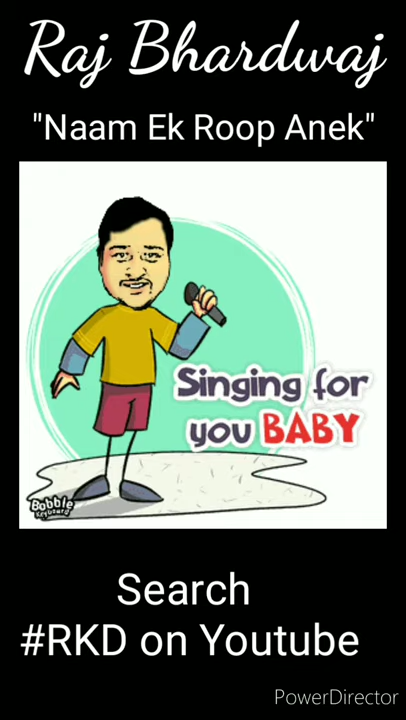 Raj Bhardwaj
"Naam Ek Roop Anek"
Singing for
you BABY
Bobble
Keyboard
Search
#RKD on Youtube
PowerDirector